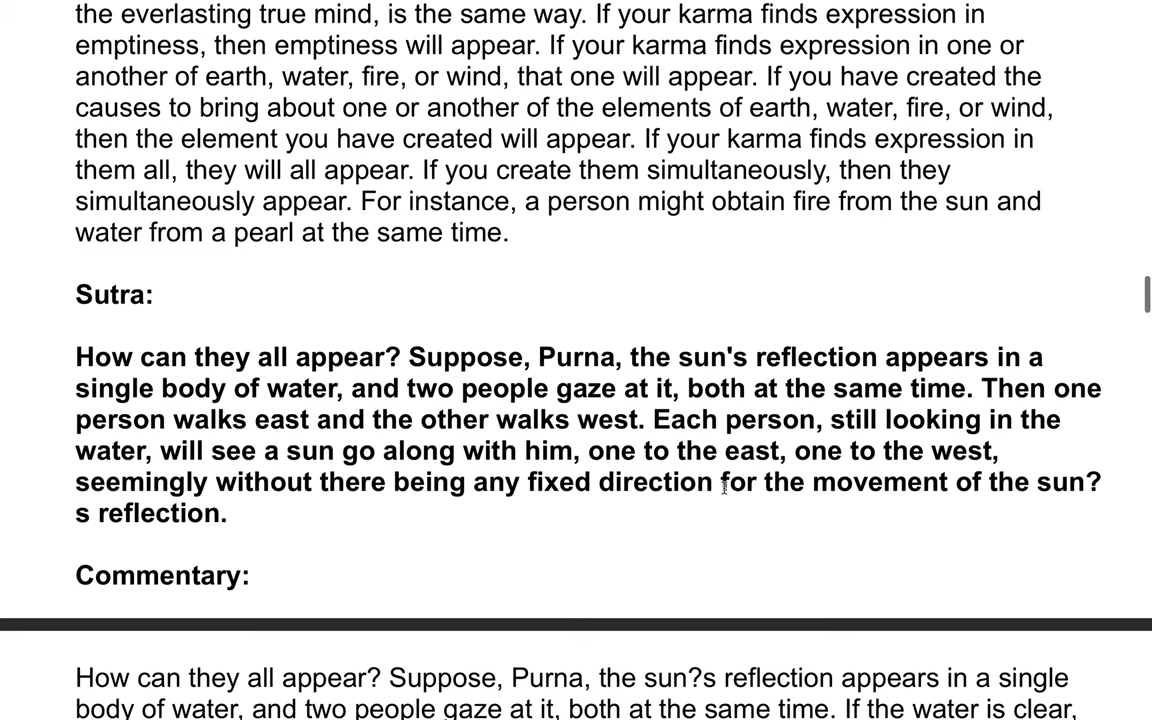 the everlasting true mind, is the same way. If your karma finds expression in
emptiness, then emptiness will appear. If your karma finds expression in one or
another of earth, water, fire, or wind, that one will appear. If you have created the
causes to bring about one or another of the elements of earth, water, fire, or wind,
then the element you have created will appear. If your karma finds expression in
them all, they will all appear. If you create them simultaneously, then they
simultaneously appear. For instance, a person might obtain fire from the sun and
water from a pearl at the same time.
Sutra:
How can they all appear? Suppose, Purna, the sun's reflection appears in a
single body of water, and two people gaze at it, both at the same time. Then one
person walks east and the other walks west. Each person, still looking in the
water, will see a sun go along with him, one to the east, one to the west,
seemingly without there being any fixed direction for the movement of the sun?
s reflection.
Commentary:
How can they all appear? Suppose, Purna, the sun?s reflection appears in a single
body of water, and two people gaze at it, both at the same time. If the water is clear,